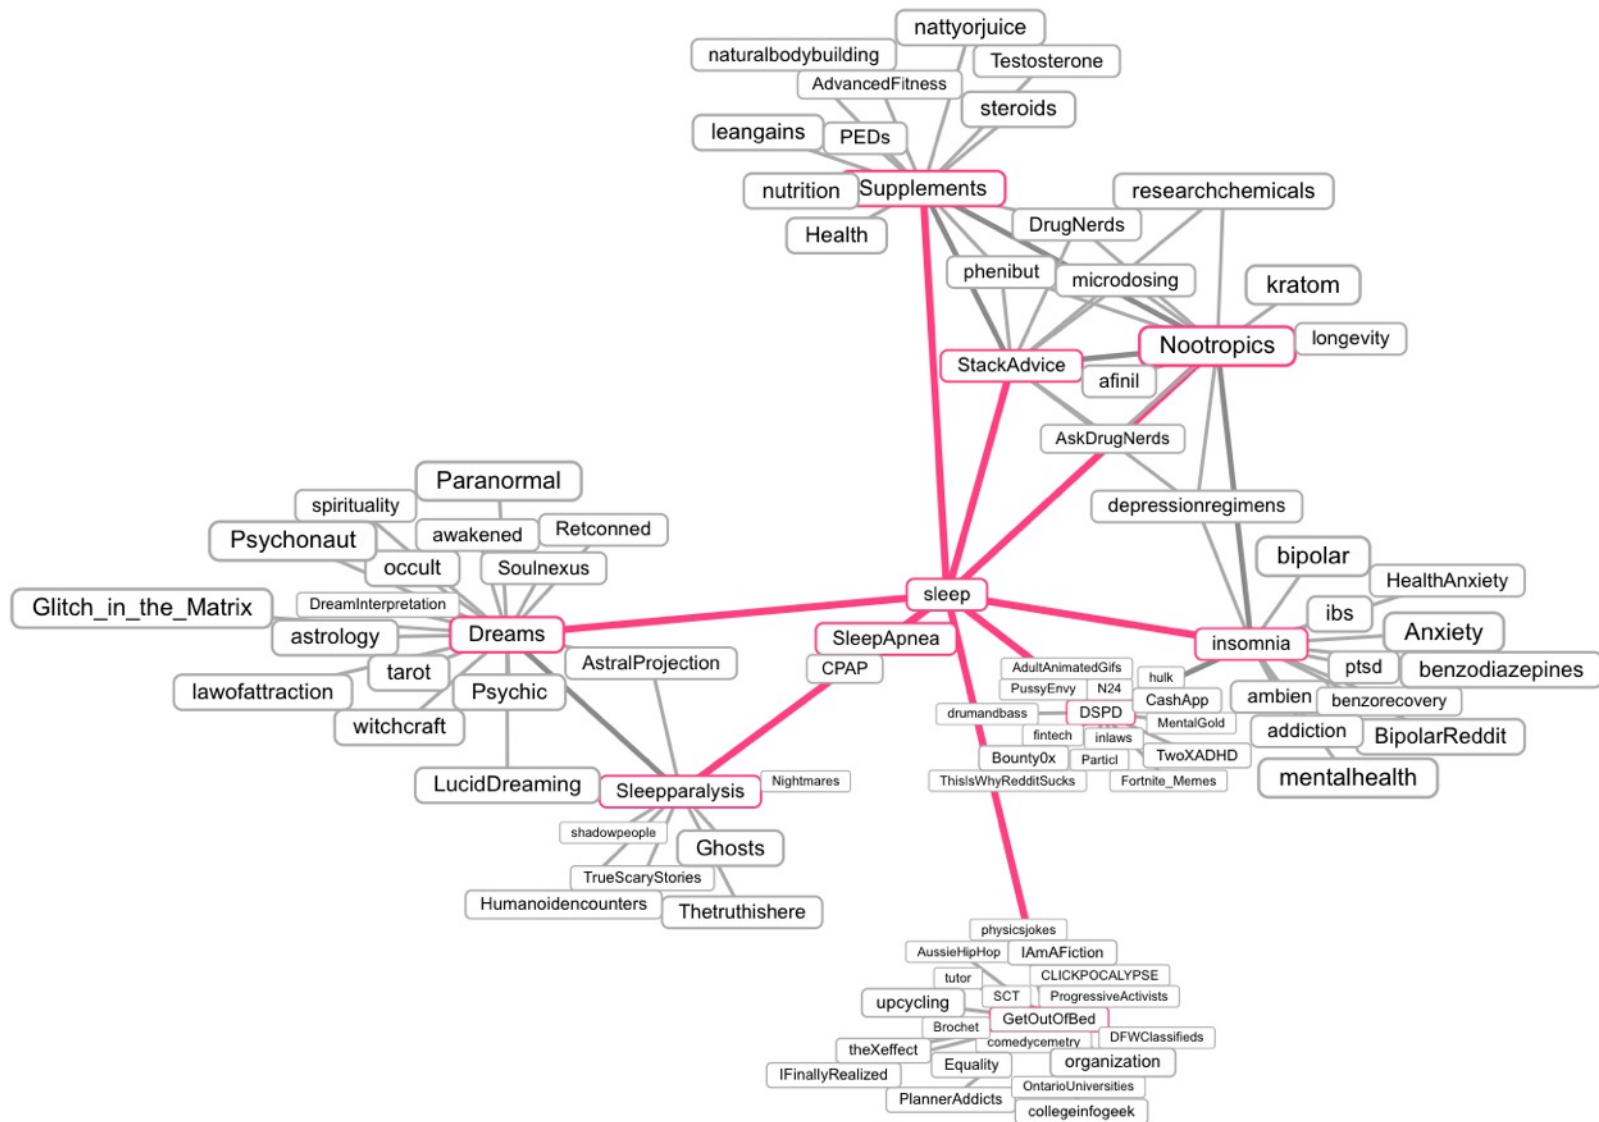 nattyorjuice
naturalbodybuilding
Testosterone
AdvancedFitness
steroids
leangains
PEDs
nutrition
Supplements
researchchemicals
Health
DrugNerds
phenibut
microdosing
kratom
Nootropics
longevity
StackAdvice
afinil
AskDrugNerds
Paranormal
spirituality
depressionregimens
awakened
Retconned
Psychonaut
occult
Soulnexus
bipolar
HealthAnxiety
sleep
Glitch_in_the_Matrix
DreamInterpretation
ibs
astrology
Dreams
SleepApnea
insomnia
Anxiety
tarot
AstralProjection
CPAP
AdultAnimatedGifs
hulk
ptsd
benzodiazepines
lawofattraction
Psychic
PussyEnvy
N24
CashApp
ambien
benzorecovery
witchcraft
drumandbass
DSPD
MentalGold
fintech
inlaws
addiction
BipolarReddit
Bounty0x
Particl
TwoXADHD
LucidDreaming
Sleepparalysis
Nightmares
ThisIsWhyRedditSucks
Fortnite_Memes
mentalhealth
shadowpeople
Ghosts
TrueScaryStories
Humanoidencounters
Thetruthishere
physicsjokes
AussieHipHop
IAmAFiction
tutor
CLICKPOCALYPSE
SCT
ProgressiveActivists
upcycling
GetOutOfBed
Brochet
comedycemetry
DFWClassifieds
theXeffect
Equality
organization
IFinallyRealized
OntarioUniversities
PlannerAddicts
collegeinfogeek